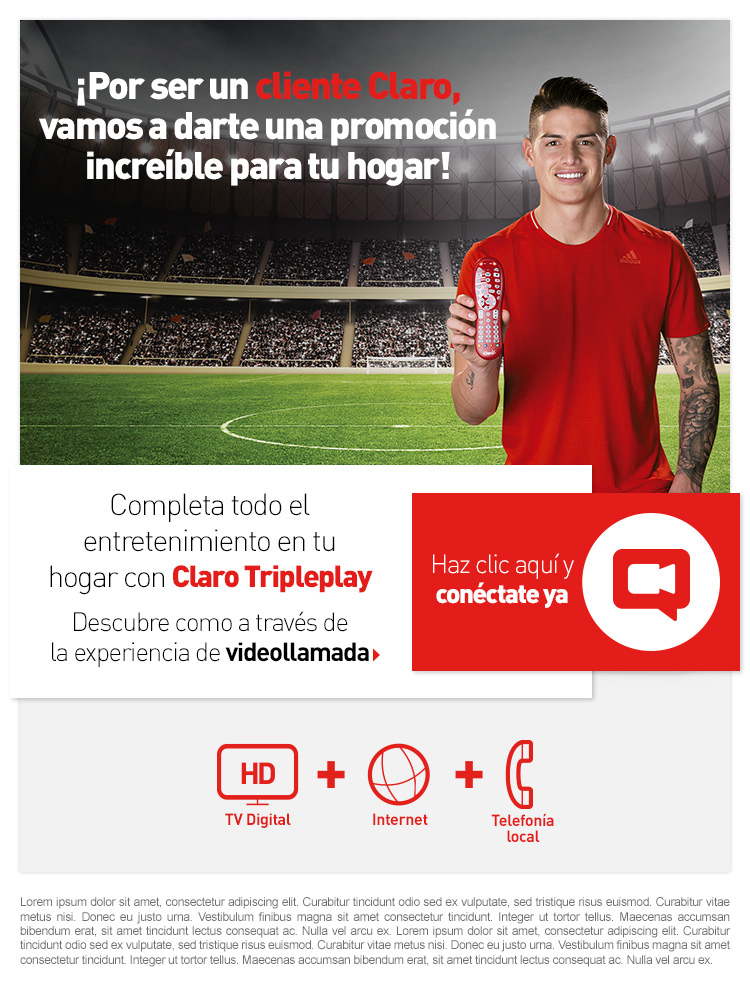 ¡Por ser un cliente Claro,
vamos a darte una promoción
increíble para tu hogar!
adidas
Claro
Completa todo el
entretenimiento en tu
hogar con Claro Tripleplay
Descubre como a través de
la experiencia de videollamada
Haz clic aquí y
conéctate ya
HD
TV Digital
Internet
Telefonía
local
Lorem ipsum dolor sit amet, consectetur adipiscing elit. Curabitur tincidunt odio sed ex vulputate, sed tristique risus euismod. Curabitur vitae
metus nisi. Donec eu justo urna. Vestibulum finibus magna sit amet consectetur tincidunt. Integer ut tortor tellus. Maecenas accumsan
bibendum erat, sit amet tincidunt lectus consequat ac. Nulla vel arcu ex. Lorem ipsum dolor sit amet, consectetur adipiscing elit. Curabitur
tincidunt odio sed ex vulputate, sed tristique risus euismod. Curabitur vitae metus nisi. Donec eu justo urna. Vestibulum finibus magna sit amet
consectetur tincidunt. Integer ut tortor tellus. Maecenas accumsan bibendum erat, sit amet tincidunt lectus consequat ac. Nulla vel arcu ex.